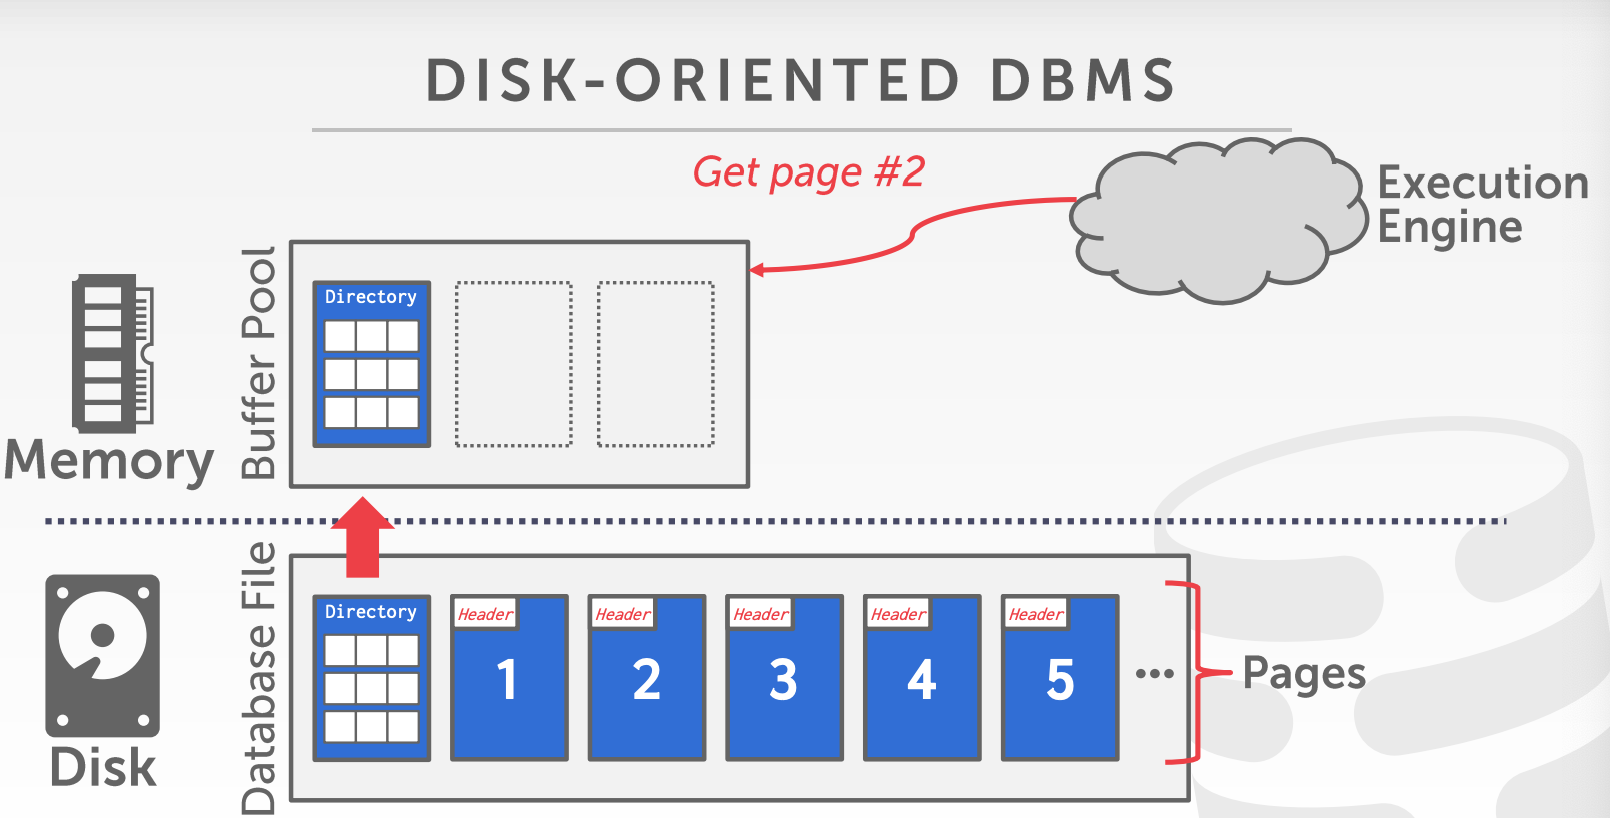 DISK-ORIENTED DBMS
Get page #2
Execution
Engine
Buffer Pool
Directory
Memory
Database File
Directory
Header
1
Header
2
Header
3
Header
4
Header
5
...
Pages
Disk